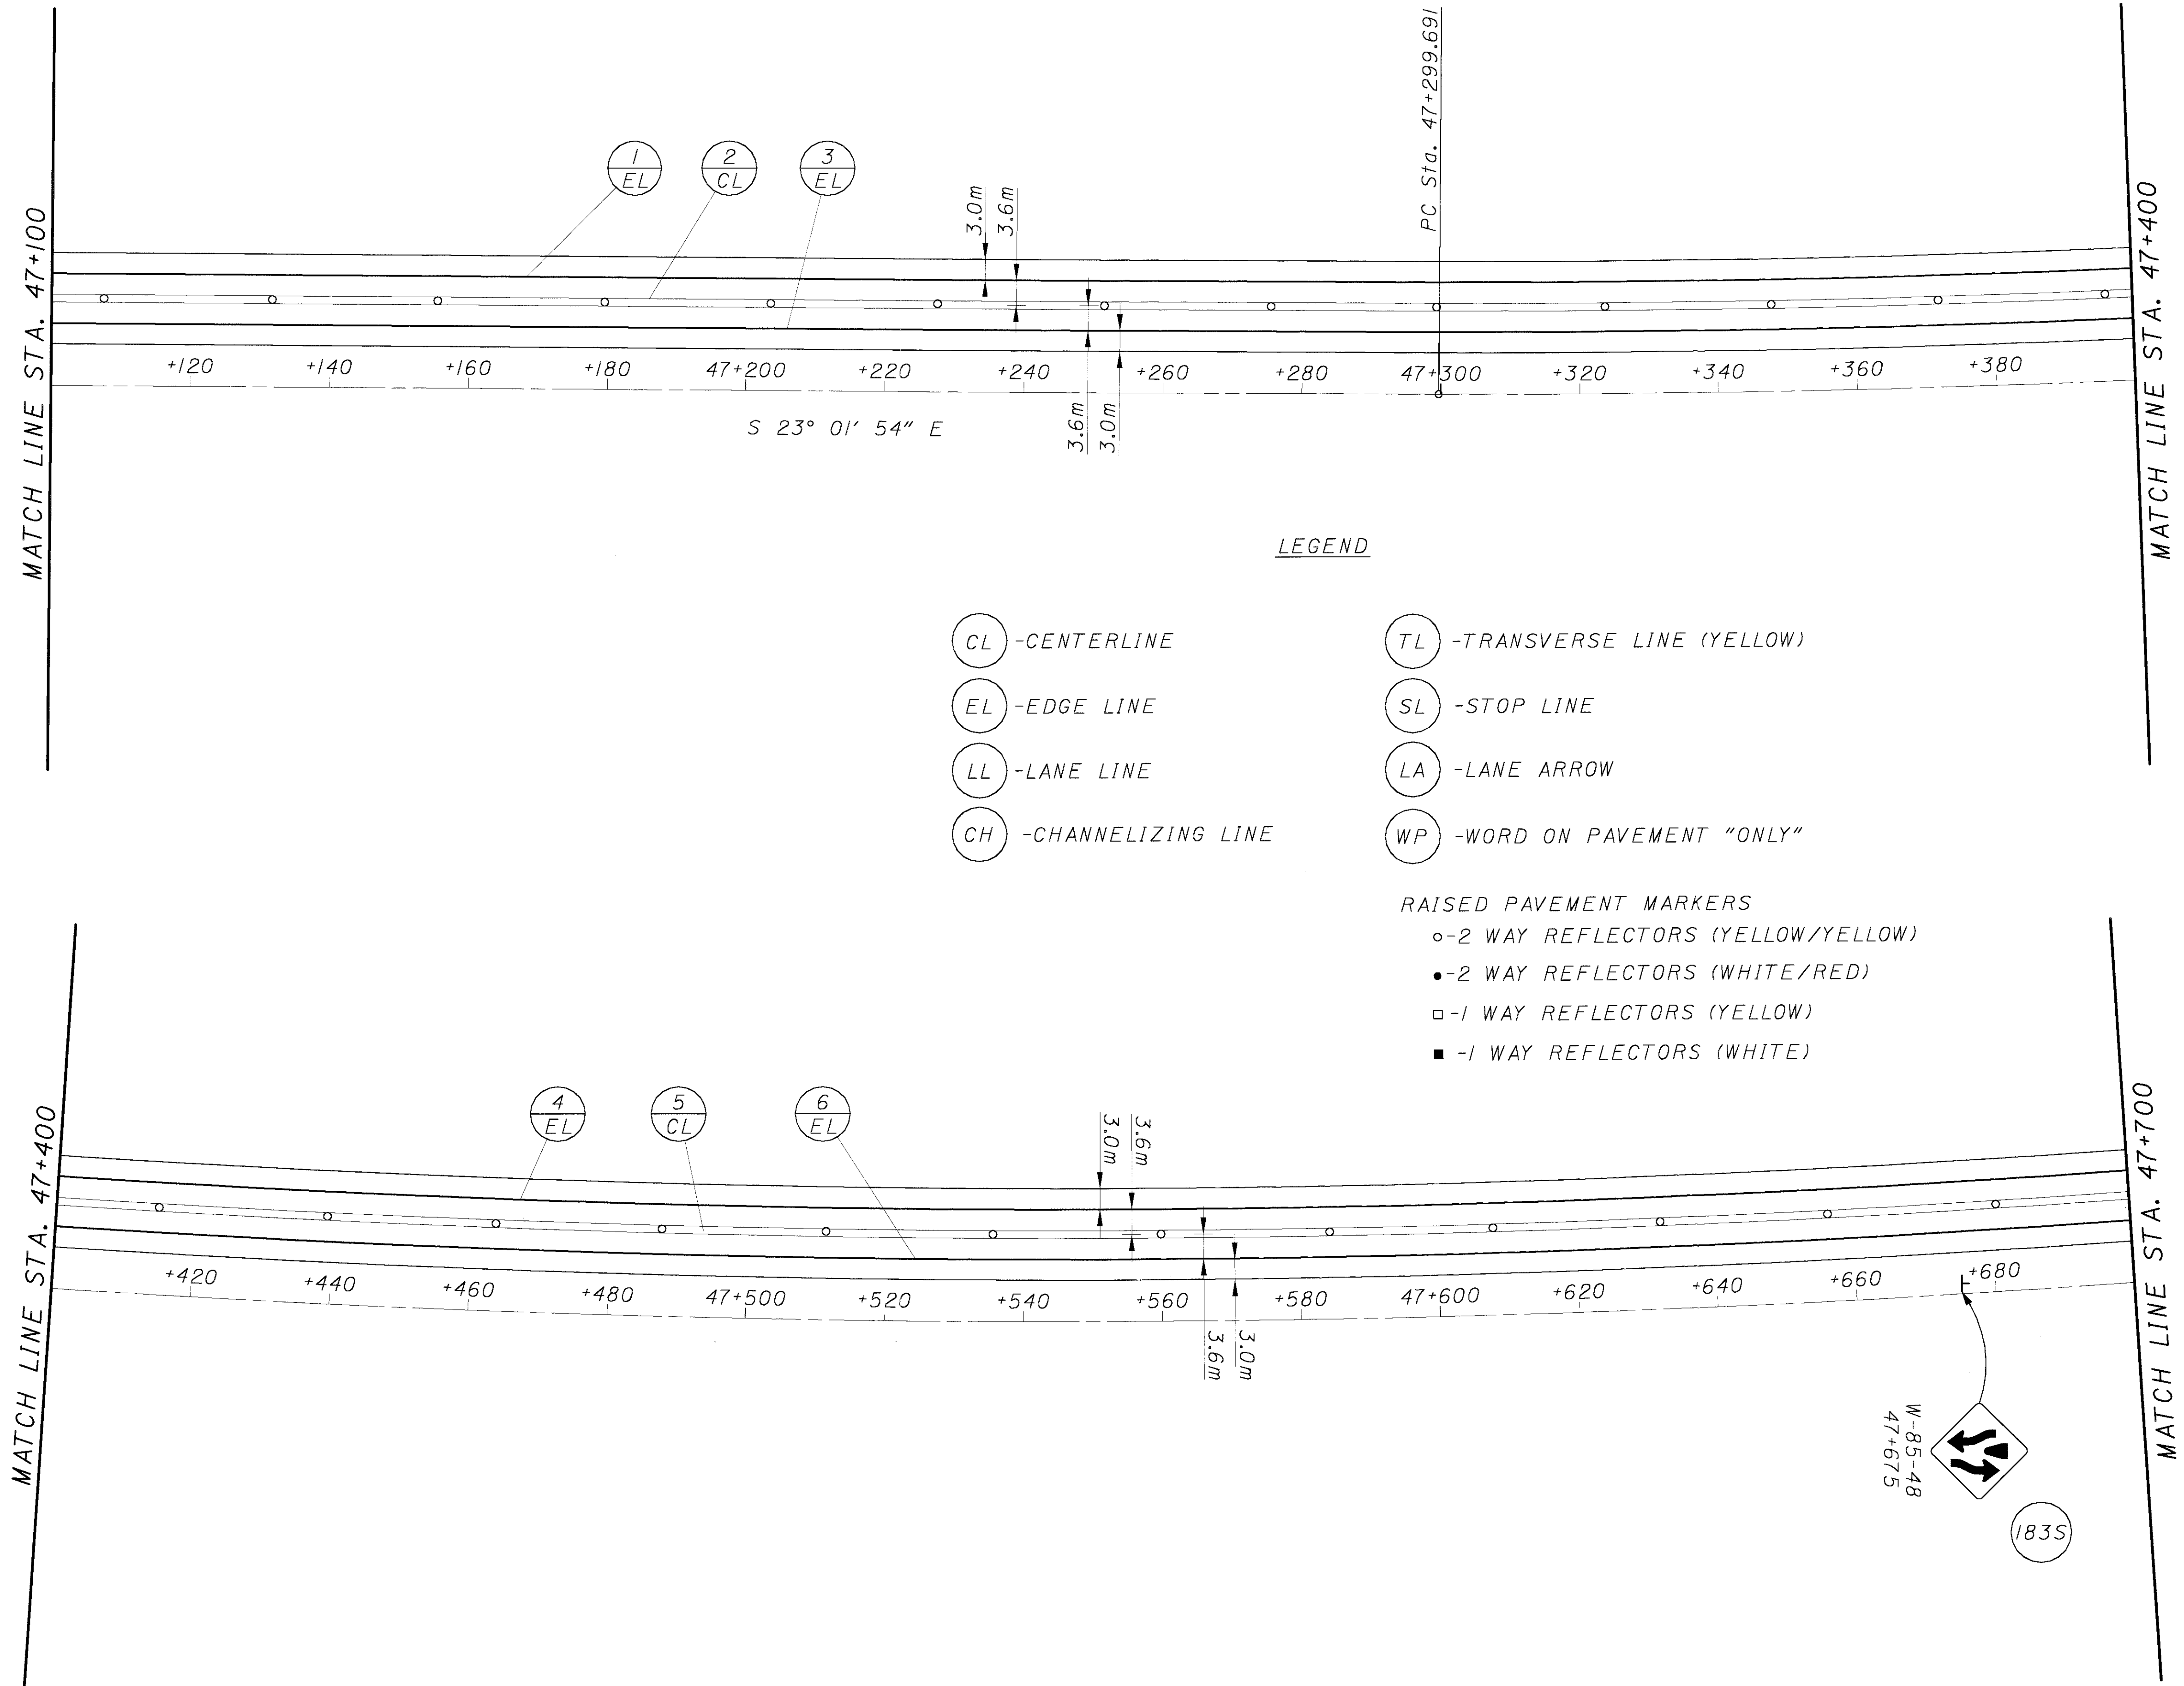 MATCH LINE STA. 47+100
1
EL
2
CL
3
EL
3.0m
3.6m
PC Sta. 47+299.691
MATCH LINE STA. 47+400
+120
+140
+160
+180
47+200
+220
+240
+260
+280
47+300
+320
+340
+360
+380
S 23° 01' 54" E
3.6m
3.0m
LEGEND
CL -CENTERLINE
EL -EDGE LINE
LL -LANE LINE
CH -CHANNELIZING LINE
TL -TRANSVERSE LINE (YELLOW)
SL -STOP LINE
LA -LANE ARROW
WP -WORD ON PAVEMENT "ONLY"
RAISED PAVEMENT MARKERS
-2 WAY REFLECTORS (YELLOW/YELLOW)
-2 WAY REFLECTORS (WHITE/RED)
-1 WAY REFLECTORS (YELLOW)
-1 WAY REFLECTORS (WHITE)
MATCH LINE STA. 47+400
4
EL
5
CL
6
EL
3.0m
3.6m
MATCH LINE STA. 47+700
+420
+440
+460
+480
47+500
+520
+540
+560
+580
47+600
+620
+640
+660
+680
3.6m
3.0m
W-85-48
47+675
183S